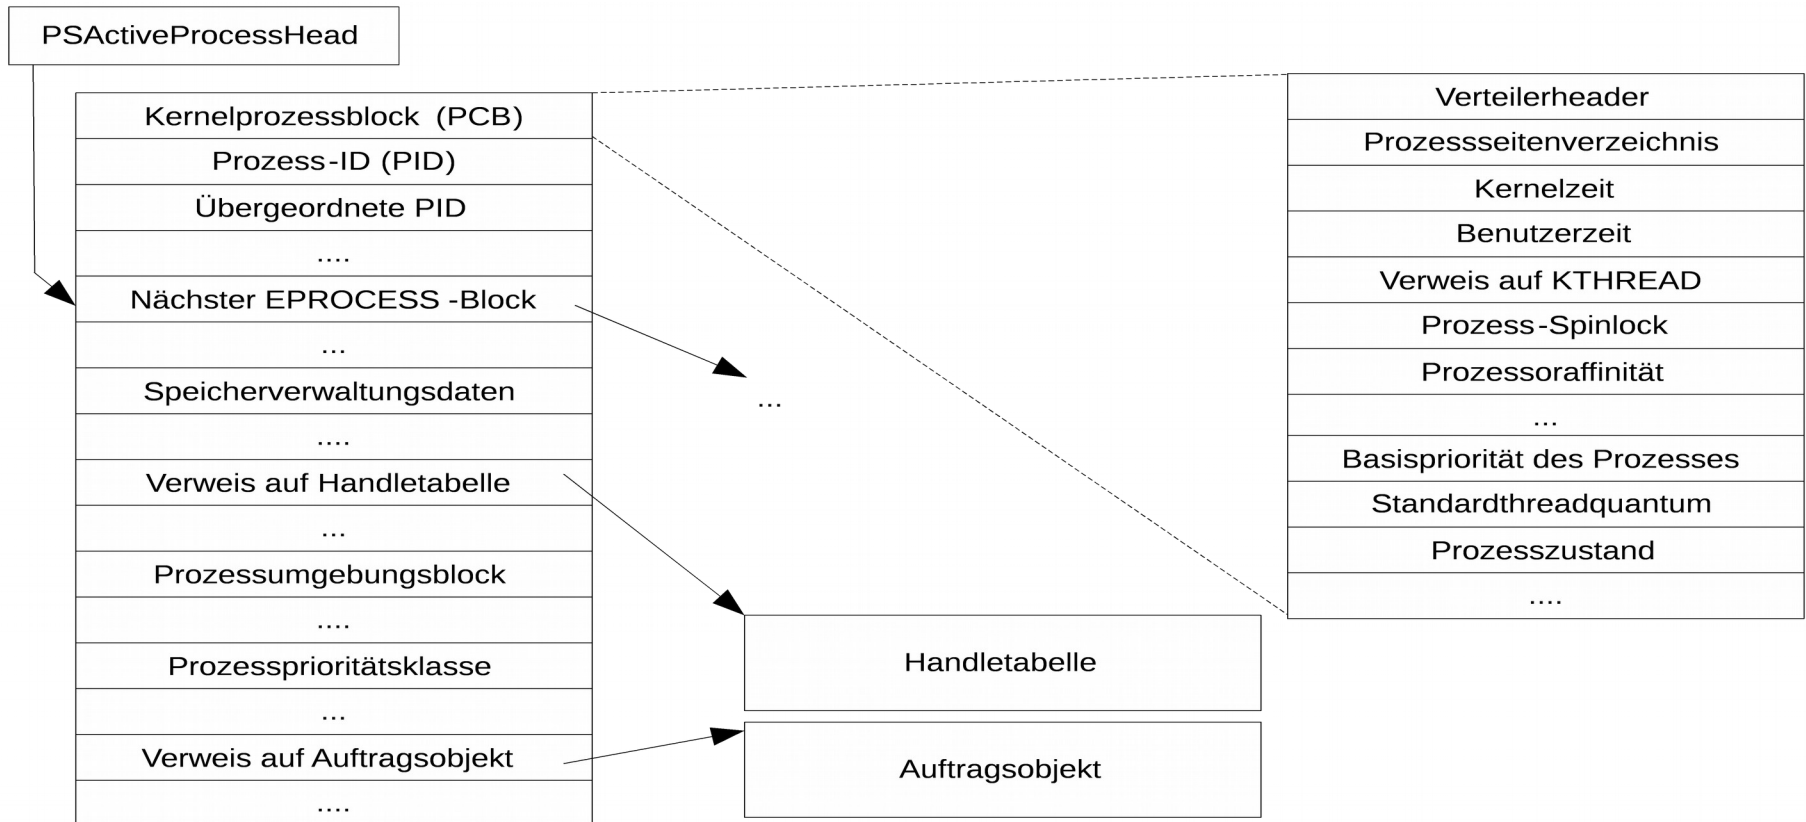 PSActiveProcessHead
Kernelprozessblock (PCB)
Prozess-ID (PID)
Übergeordnete PID
....
Nächster EPROCESS -Block
...
Speicherverwaltungsdaten
....
Verweis auf Handletabelle
...
Prozessumgebungsblock
....
Prozessprioritätsklasse
...
Verweis auf Auftragsobjekt
....
...
Handletabelle
Auftragsobjekt
Verteilerheader
Prozessseitenverzeichnis
Kernelzeit
Benutzerzeit
Verweis auf KTHREAD
Prozess-Spinlock
Prozessoraffinität
...
Basispriorität des Prozesses
Standardthreadquantum
Prozesszustand
....